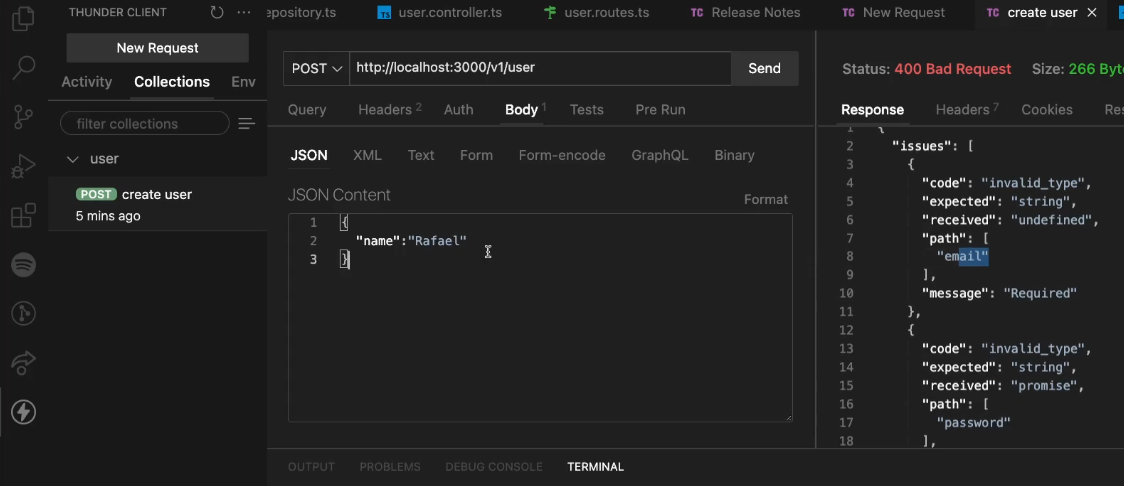 THUNDER CLIENT
epository.ts
TS user.controller.ts
user.routes.ts
TC Release Notes
TC New Request
TC create user
New Request
Activity Collections Env
filter collections
user
POST create user
5 mins ago
POST http://localhost:3000/v1/user Send
Query Headers 2 Auth Body 1 Tests Pre Run
JSON XML Text Form Form-encode GraphQL Binary
JSON Content
Format
1 {
2 "name":"Rafael"
3 }
Status: 400 Bad Request Size: 266 Byt
Response Headers 7 Cookies Res
1 {
2 "issues": [
3 {
4 "code": "invalid_type",
5 "expected": "string",
6 "received": "undefined",
7 "path": [
8 "email"
9 ],
10 "message": "Required"
11 },
12 {
13 "code": "invalid_type",
14 "expected": "string",
15 "received": "promise",
16 "path": [
17 "password"
18 ],
OUTPUT PROBLEMS DEBUG CONSOLE TERMINAL